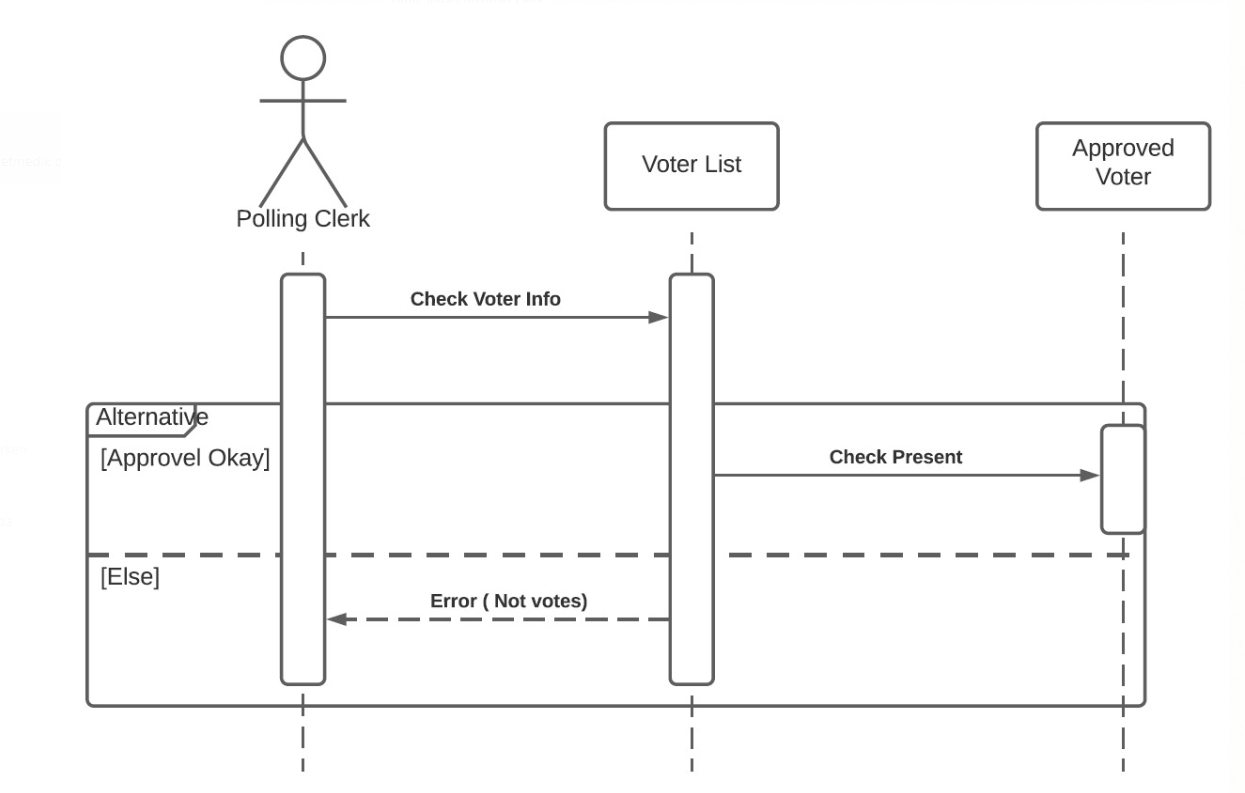 Polling Clerk
Voter List
Approved
Voter
Check Voter Info
Alternative
[Approvel Okay]
Check Present
[Else]
Error ( Not votes)